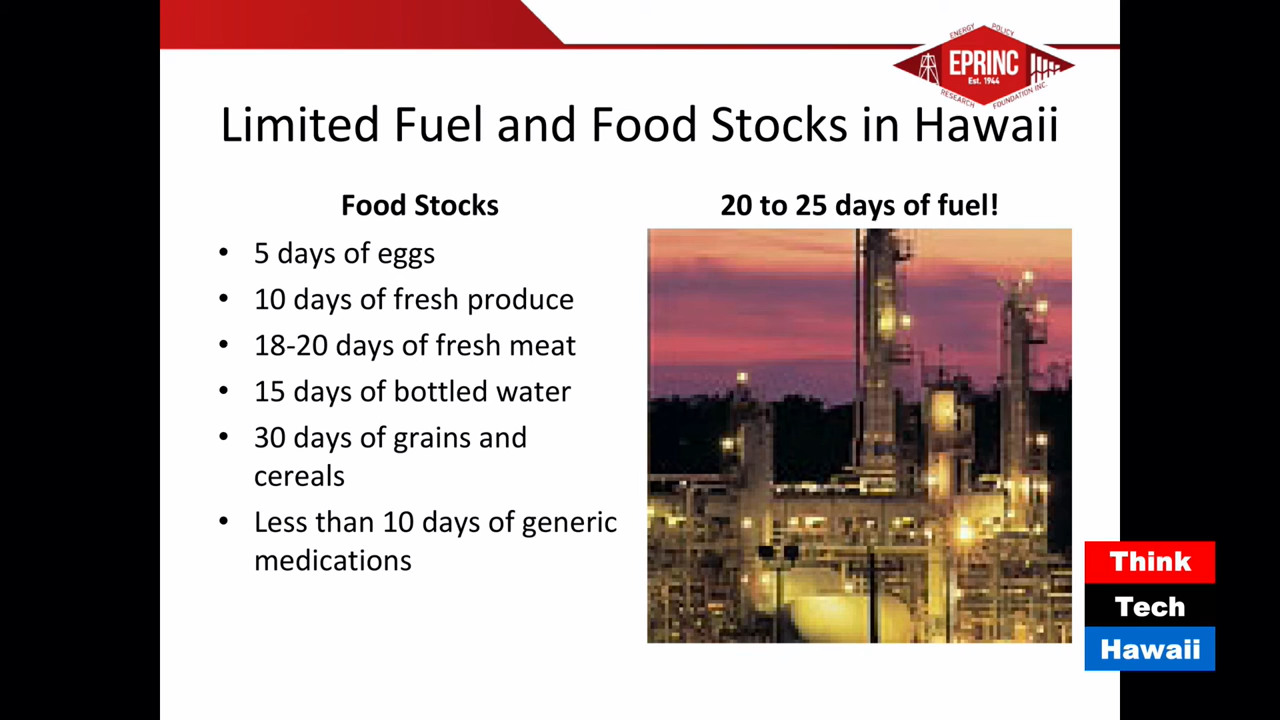 ENERGY POLICY
EPRINC
Est. 1944
RESEARCH FOUNDATION INC.
Limited Fuel and Food Stocks in Hawaii
Food Stocks
• 5 days of eggs
• 10 days of fresh produce
• 18-20 days of fresh meat
• 15 days of bottled water
• 30 days of grains and
cereals
• Less than 10 days of generic
medications
20 to 25 days of fuel!
Think
Tech
Hawaii